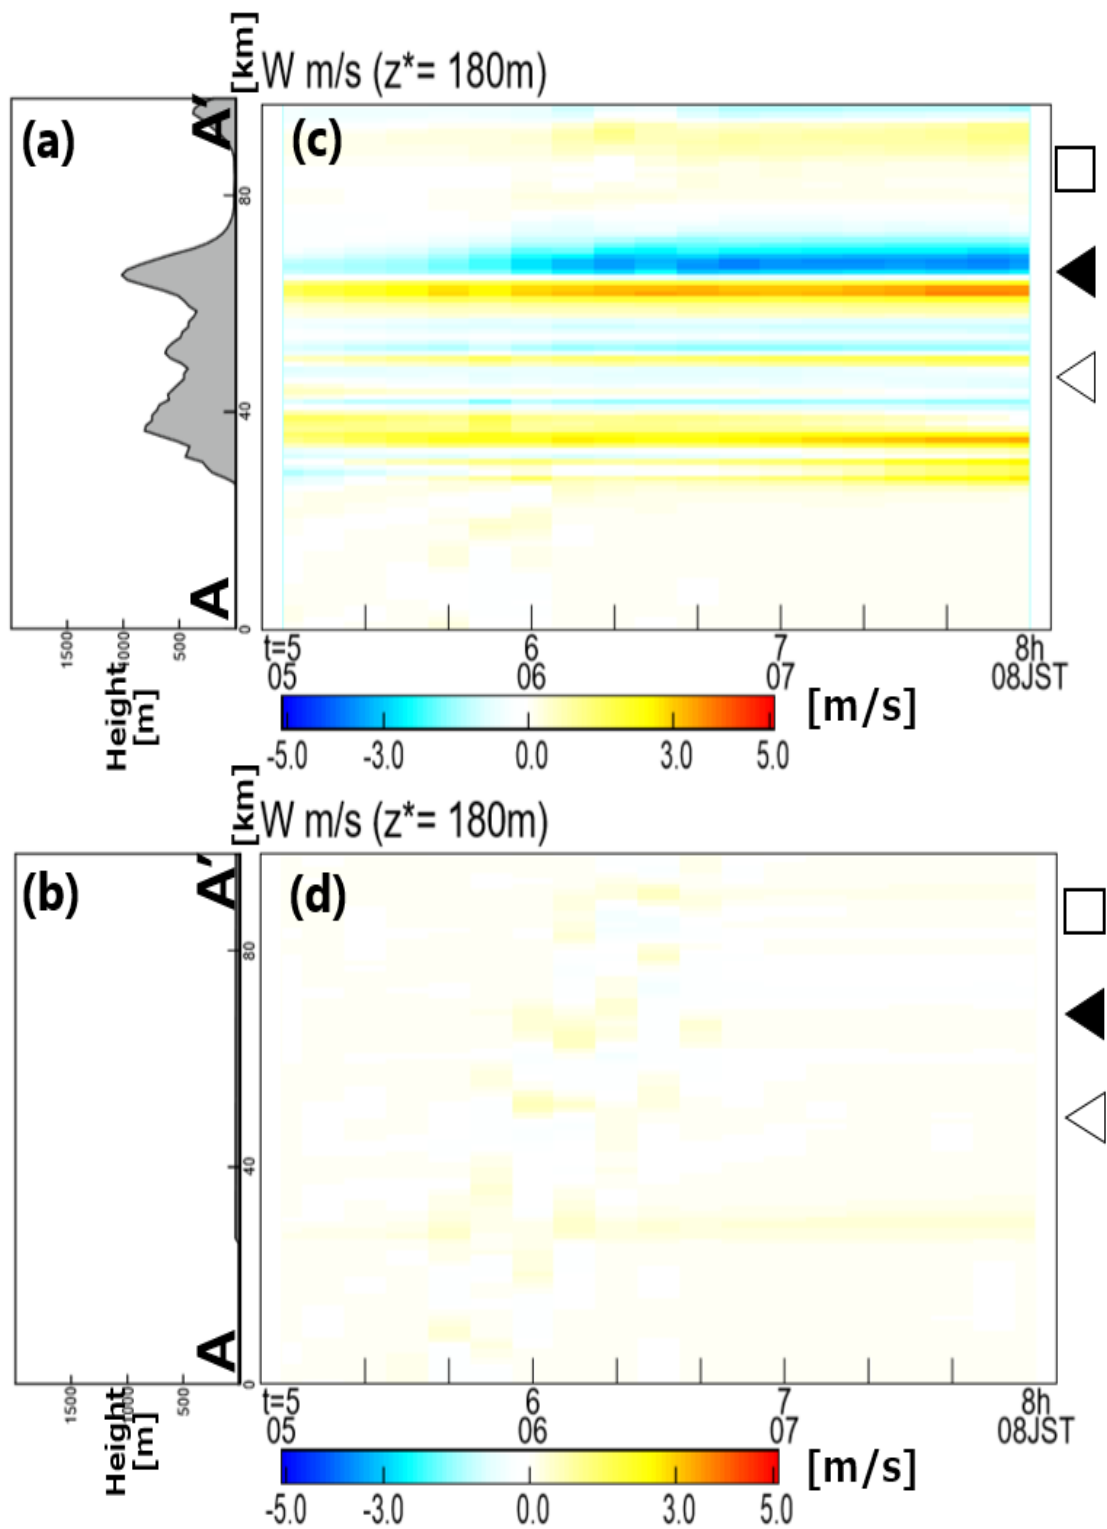 [km]
W m/s (z*= 180m)
(a)
A′
(c)
80
40
A
0
1500
1000
500
Height
[m]
t=5 6 7 8h
05 06 07 08JST
[m/s]
-5.0 -3.0 0.0 3.0 5.0
[km]
W m/s (z*= 180m)
(b)
A′
(d)
80
40
A
0
1500
1000
500
Height
[m]
t=5 6 7 8h
05 06 07 08JST
[m/s]
-5.0 -3.0 0.0 3.0 5.0